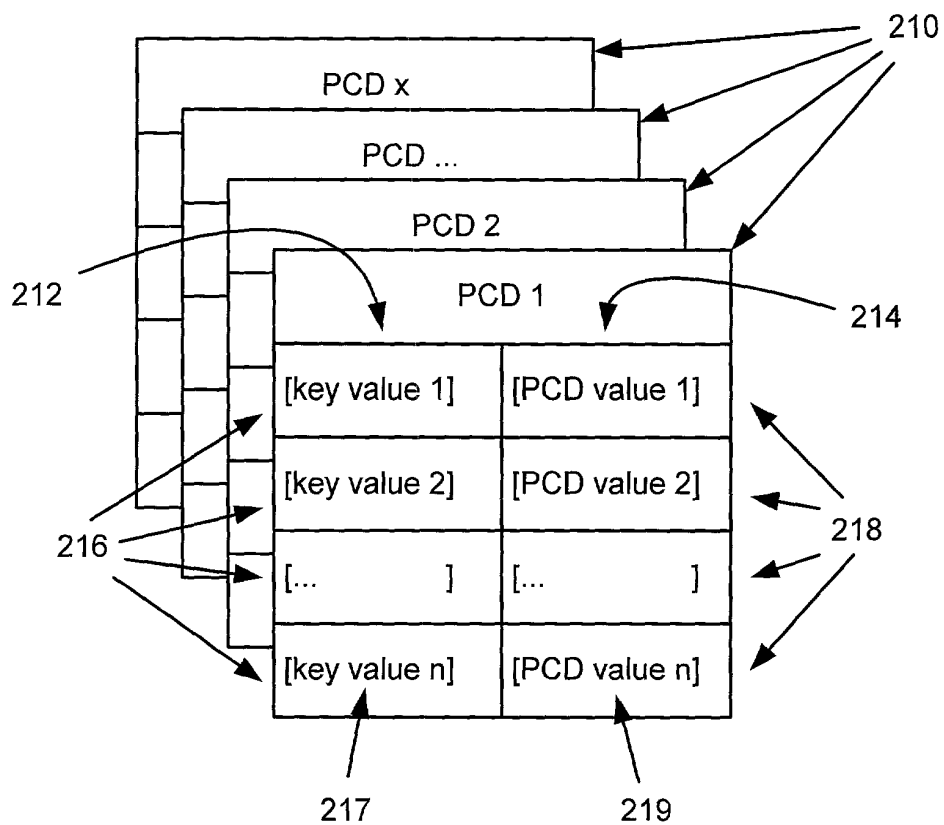 210
PCD x
PCD ...
PCD 2
212
PCD 1
214
[key value 1] [PCD value 1]
[key value 2] [PCD value 2]
216
218
[... ] [... ]
[key value n] [PCD value n]
217
219